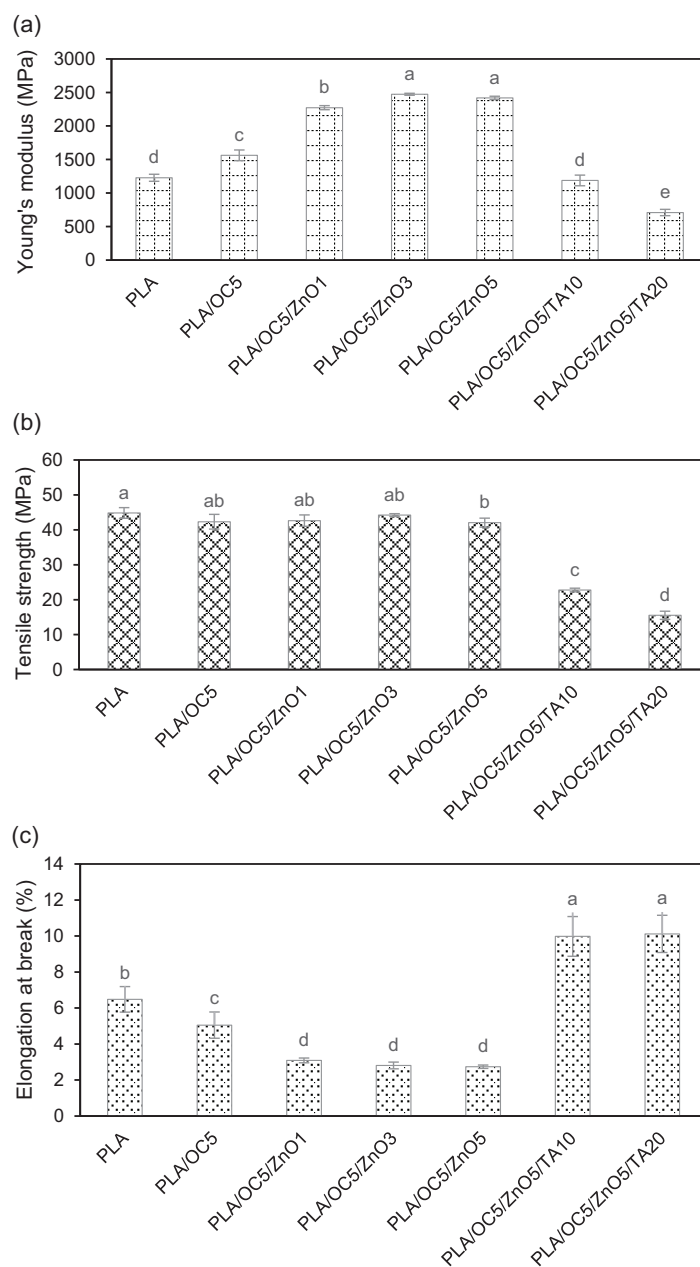 (a)
Young's modulus (MPa)
3000
2500
2000
1500
1000
500
0
d
c
b
a
a
d
e
PLA
PLA/OC5
PLA/OC5/ZnO1
PLA/OC5/ZnO3
PLA/OC5/ZnO5
PLA/OC5/ZnO5/TA10
PLA/OC5/ZnO5/TA20
(b)
Tensile strength (MPa)
60
50
40
30
20
10
0
a
ab
ab
ab
b
c
d
PLA
PLA/OC5
PLA/OC5/ZnO1
PLA/OC5/ZnO3
PLA/OC5/ZnO5
PLA/OC5/ZnO5/TA10
PLA/OC5/ZnO5/TA20
(c)
Elongation at break (%)
14
12
10
8
6
4
2
0
b
c
d
d
d
a
a
PLA
PLA/OC5
PLA/OC5/ZnO1
PLA/OC5/ZnO3
PLA/OC5/ZnO5
PLA/OC5/ZnO5/TA10
PLA/OC5/ZnO5/TA20